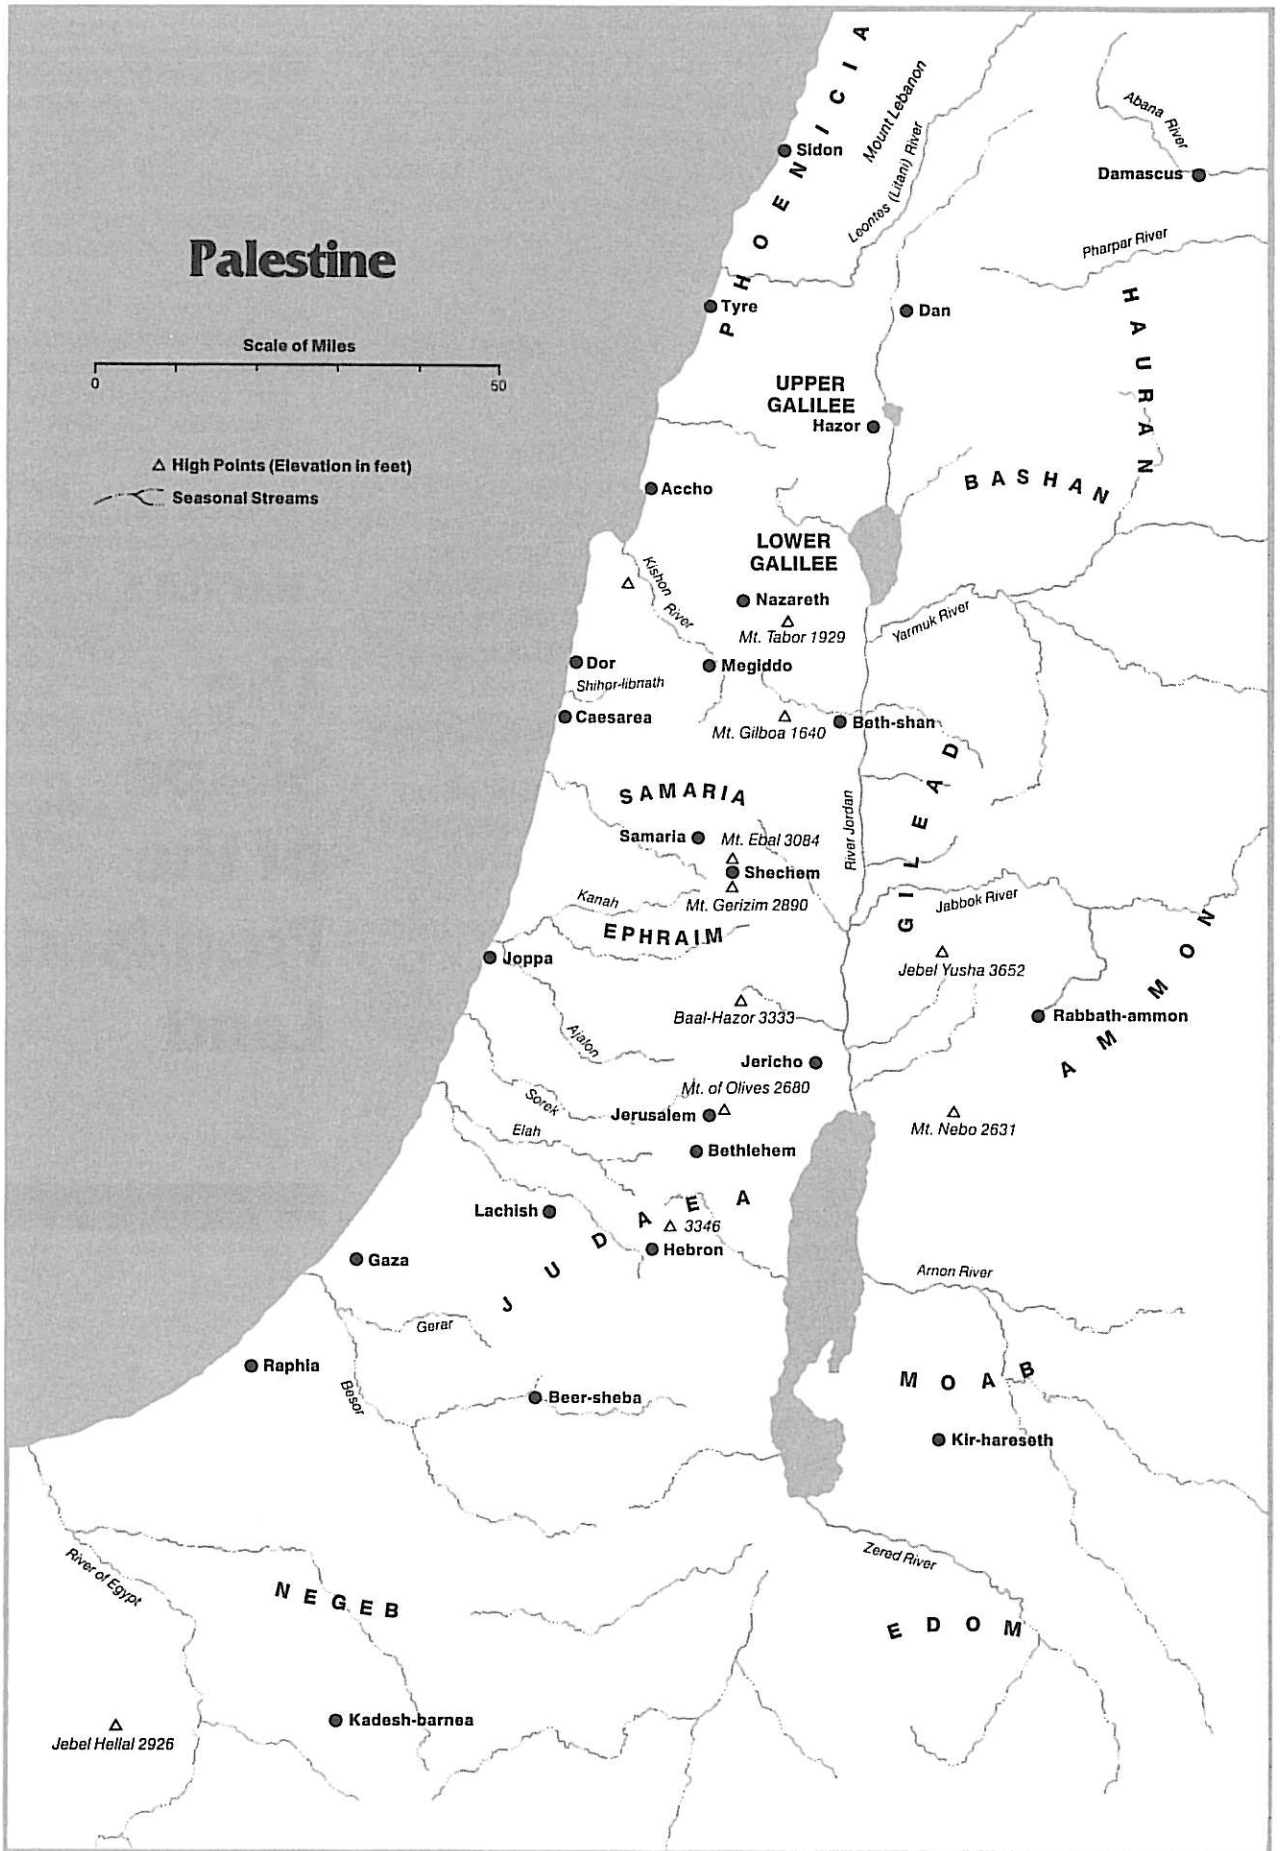 PHOENICIA
Mount Lebanon
Abana River
Sidon
Leontes (Litani) River
Damascus
Palestine
Pharpar River
HAURAN
Tyre
Dan
Scale of Miles
0
50
UPPER
GALILEE
Hazor
High Points (Elevation in feet)
Seasonal Streams
BASHAN
Accho
LOWER
GALILEE
Kishon River
Nazareth
Mt. Tabor 1929
Yarmuk River
Dor
Megiddo
Shihor-libnath
Caesarea
Mt. Gilboa 1640
Beth-shan
GILEAD
SAMARIA
River Jordan
Samaria
Mt. Ebal 3084
Shechem
Mt. Gerizim 2890
Kanah
Jabbok River
EPHRAIM
AMMON
Joppa
Jebel Yusha 3652
Baal-Hazor 3333
Rabbath-ammon
Ajalon
Jericho
Mt. of Olives 2680
Sorek
Jerusalem
Mt. Nebo 2631
Elah
Bethlehem
JUDAEA
Lachish
3346
Hebron
Gaza
Arnon River
Gerar
Raphia
MOAB
Besor
Beer-sheba
Kir-hareseth
River of Egypt
Zered River
NEGEB
EDOM
Kadesh-barnea
Jebel Hellal 2926